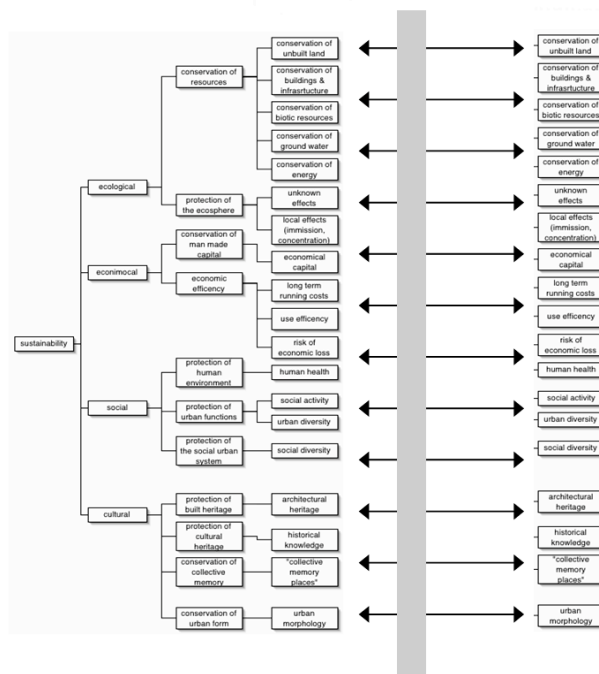 conservation of
unbuilt land
conservation of
buildings &
infrasrtucture
conservation of
biotic resources
conservation of
ground water
conservation of
energy
unknown
effects
local effects
(immission,
concentration)
economical
capital
long term
running costs
use efficency
risk of
economic loss
human health
social activity
urban diversity
social diversity
architectural
heritage
historical
knowledge
"collective
memory
places"
urban
morphology
conservation of
resources
protection of
the ecosphere
conservation of
man made
capital
economic
efficency
protection of
human
environment
protection of
urban functions
protection of
the social urban
system
protection of
built heritage
protection of
cultural
heritage
conservation of
collective
memory
conservation of
urban form
ecological
econimocal
social
cultural
sustainability
conservation of
unbuilt land
conservation of
buildings &
infrasrtucture
conservation of
biotic resources
conservation of
ground water
conservation of
energy
unknown
effects
local effects
(immission,
concentration)
economical
capital
long term
running costs
use efficency
risk of
economic loss
human health
social activity
urban diversity
social diversity
architectural
heritage
historical
knowledge
"collective
memory
places"
urban
morphology